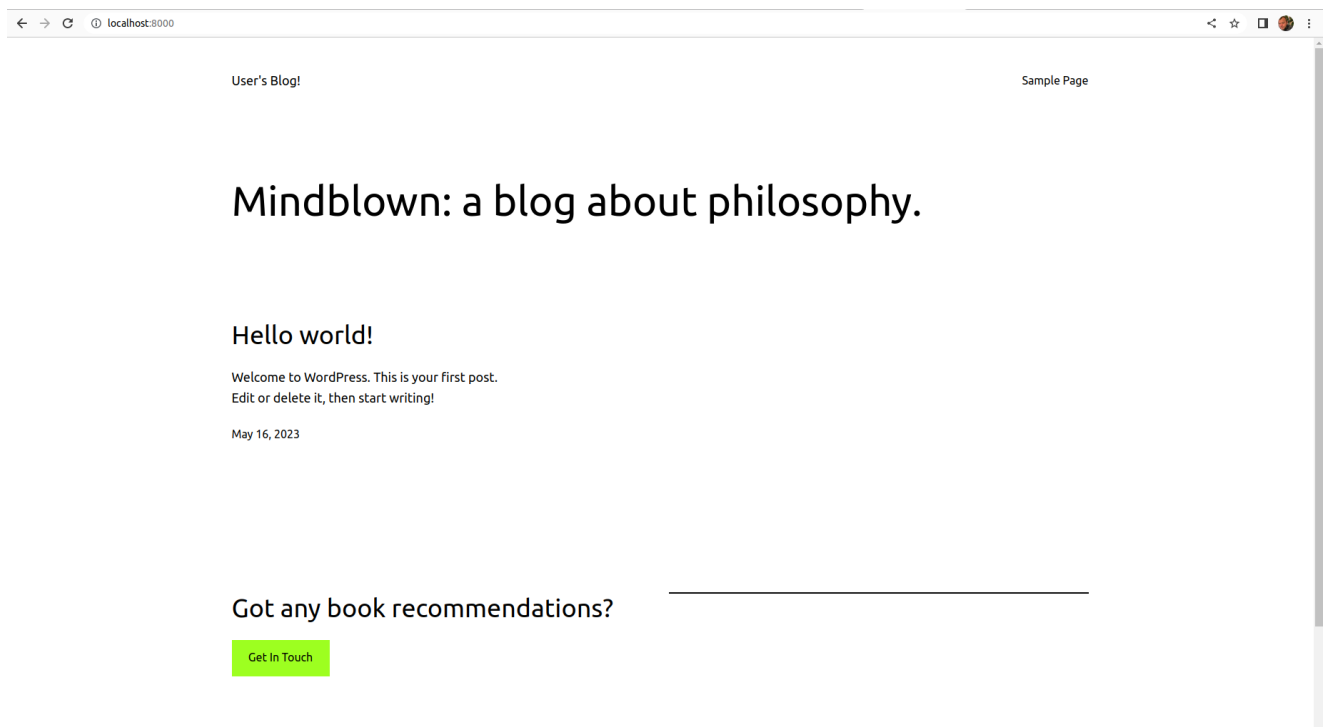 localhost:8000
User's Blog!
Sample Page
Mindblown: a blog about philosophy.
Hello world!
Welcome to WordPress. This is your first post.
Edit or delete it, then start writing!
May 16, 2023
Got any book recommendations?
Get In Touch